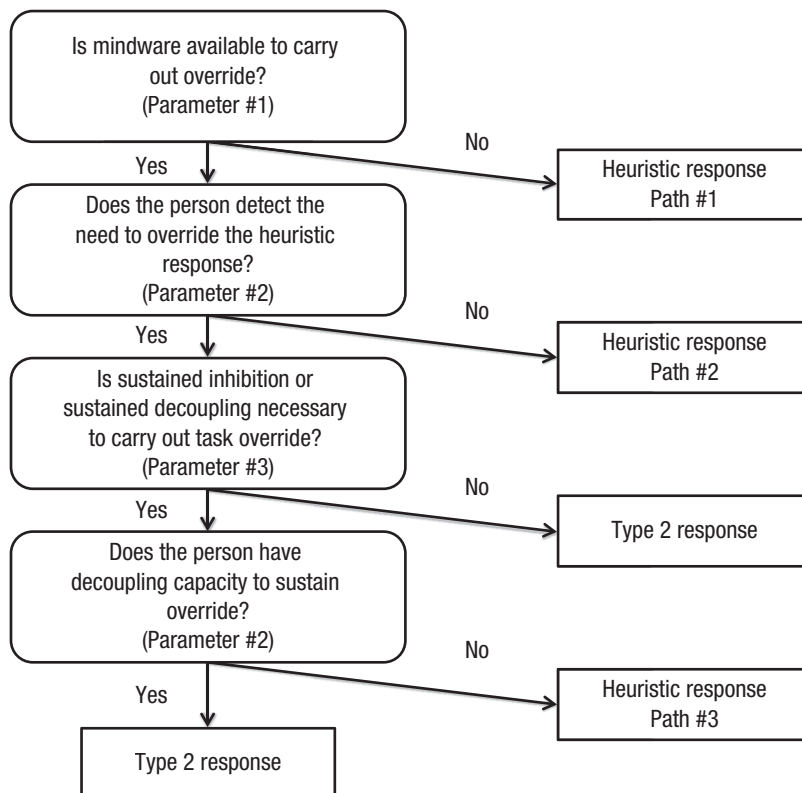 Is mindware available to carry
out override?
(Parameter #1)
No
Yes
Heuristic response
Path #1
Does the person detect the
need to override the heuristic
response?
(Parameter #2)
No
Yes
Heuristic response
Path #2
Is sustained inhibition or
sustained decoupling necessary
to carry out task override?
(Parameter #3)
No
Yes
Type 2 response
Does the person have
decoupling capacity to sustain
override?
(Parameter #2)
No
Yes
Heuristic response
Path #3
Type 2 response